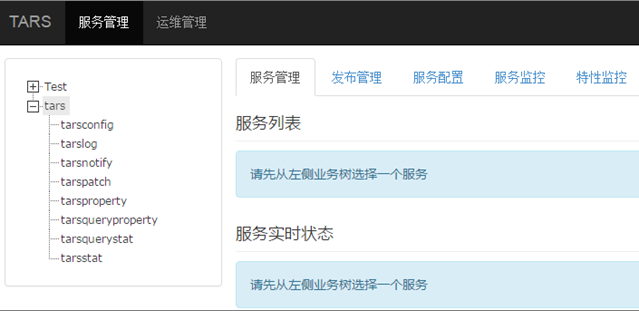 TARS 服务管理 运维管理
Test
tars
tarsconfig
tarslog
tarsnotify
tarspatch
tarsproperty
tarsqueryproperty
tarsquerystat
tarsstat
服务管理 发布管理 服务配置 服务监控 特性监控
服务列表
请先从左侧业务树选择一个服务
服务实时状态
请先从左侧业务树选择一个服务